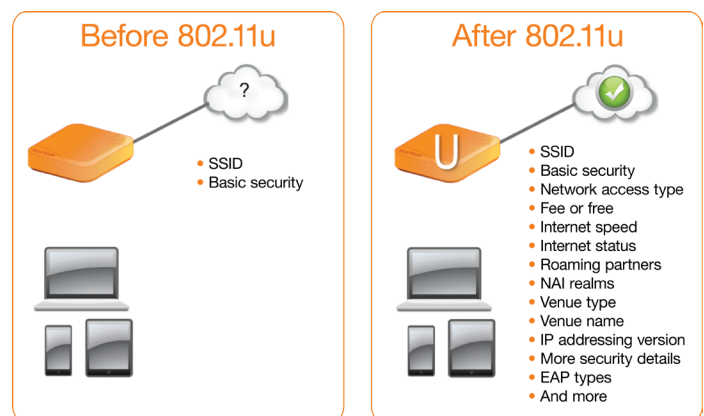 Before 802.11u
?
• SSID
• Basic security
After 802.11u
U
• SSID
• Basic security
• Network access type
• Fee or free
• Internet speed
• Internet status
• Roaming partners
• NAI realms
• Venue type
• Venue name
• IP addressing version
• More security details
• EAP types
• And more